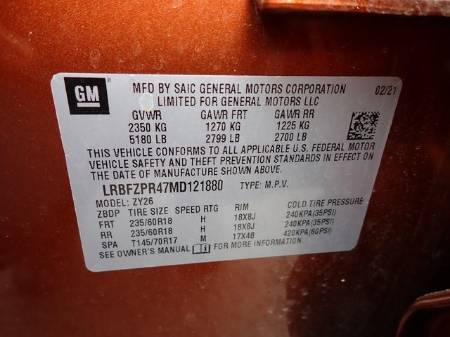 GM
MFD BY SAIC GENERAL MOTORS CORPORATION 02/21
LIMITED FOR GENERAL MOTORS LLC
GVWR GAWR FRT GAWR RR
2350 KG 1270 KG 1225 KG
5180 LB 2799 LB 2700 LB
THIS VEHICLE CONFORMS TO ALL APPLICABLE U.S. FEDERAL MOTOR
VEHICLE SAFETY AND THEFT PREVENTION STANDARDS IN EFFECT ON
THE DATE OF MANUFACTURE SHOWN ABOVE.
LRBFZPR47MD121880 TYPE: M.P.V.
MODEL: ZY26
ZBDP TIRE SIZE SPEED RTG RIM COLD TIRE PRESSURE
FRT 235/60R18 H 18X8J 240KPA(35PSI)
RR 235/60R18 H 18X8J 240KPA(35PSI)
SPA T145/70R17 M 17X4B 420KPA(60PSI)
SEE OWNER'S MANUAL FOR MORE INFORMATION